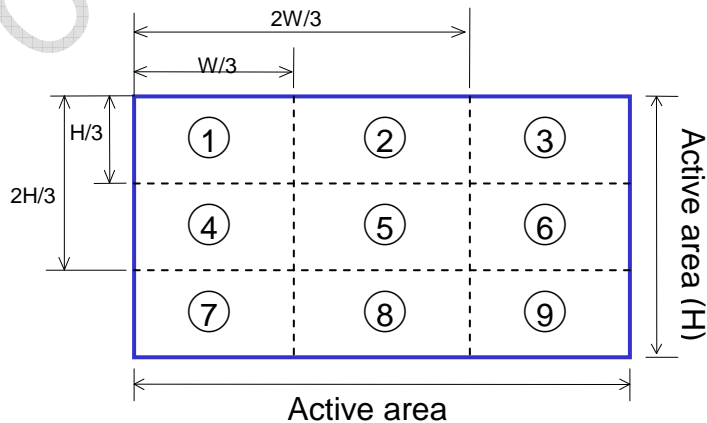 2W/3
W/3
H/3
2H/3
① ② ③
④ ⑤ ⑥
⑦ ⑧ ⑨
Active area (H)
Active area